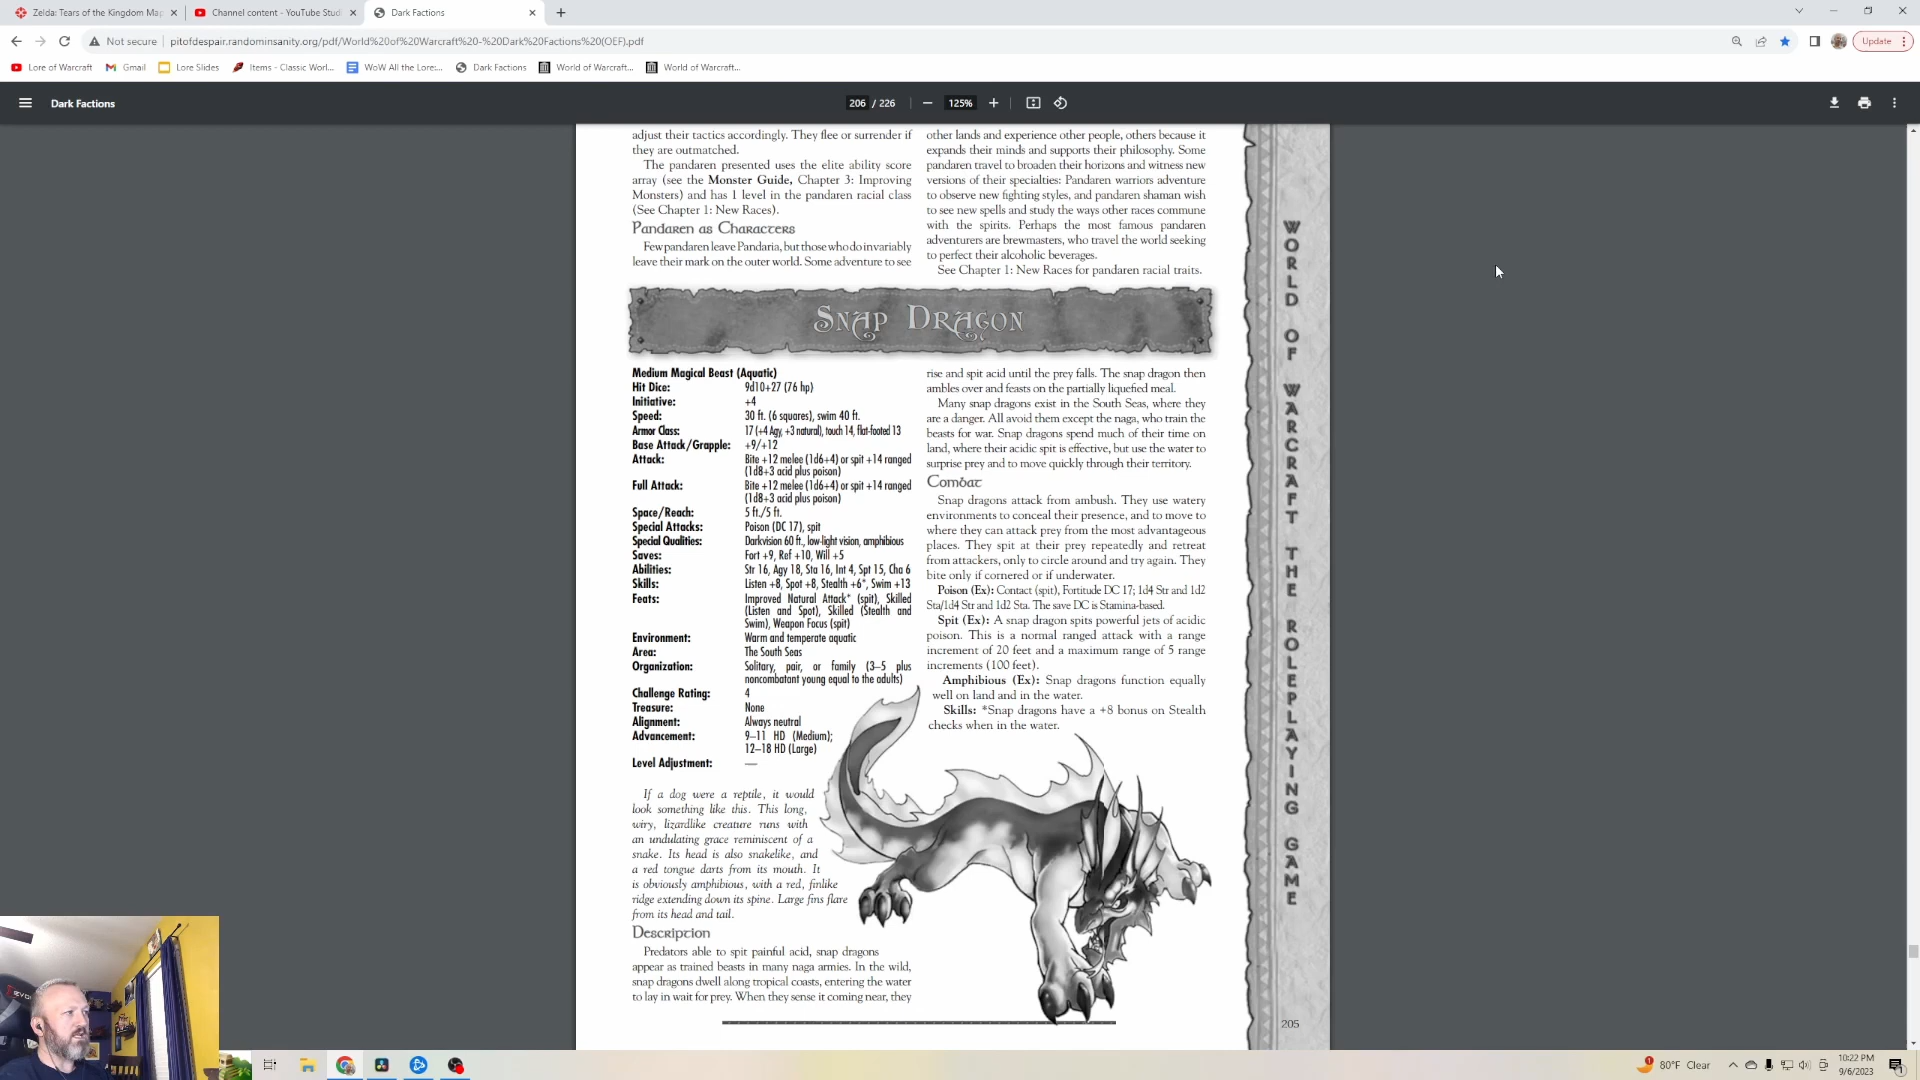 Zelda: Tears of the Kingdom Map
Channel content - YouTube Stud
Dark Factions
Not secure
pitofdespair.randominsanity.org/pdf/World%20of%20Warcraft%20-%20Dark%20Factions%20(OEF).pdf
Update
Lore of Warcraft
Gmail
Lore Slides
Items - Classic Worl...
WoW All the Lore:...
Dark Factions
World of Warcraft...
World of Warcraft...
Dark Factions
206 / 226
125%
adjust their tactics accordingly. They flee or surrender if
they are outmatched.
The pandaren presented uses the elite ability score
array (see the Monster Guide, Chapter 3: Improving
Monsters) and has 1 level in the pandaren racial class
(See Chapter 1: New Races).
Pandaren as Characters
Few pandaren leave Pandaria, but those who do invariably
leave their mark on the outer world. Some adventure to see
other lands and experience other people, others because it
expands their minds and supports their philosophy. Some
pandaren travel to broaden their horizons and witness new
versions of their specialties: Pandaren warriors adventure
to observe new fighting styles, and pandaren shaman wish
to see new spells and study the ways other races commune
with the spirits. Perhaps the most famous pandaren
adventurers are brewmasters, who travel the world seeking
to perfect their alcoholic beverages.
See Chapter 1: New Races for pandaren racial traits.
Snap Dragon
Medium Magical Beast (Aquatic)
Hit Dice: 9d10+27 (76 hp)
Initiative: +4
Speed: 30 ft. (6 squares), swim 40 ft.
Armor Class: 17 (+4 Agy, +3 natural), touch 14, flat-footed 13
Base Attack/Grapple: +9/+12
Attack: Bite +12 melee (1d6+4) or spit +14 ranged
(1d8+3 acid plus poison)
Full Attack: Bite +12 melee (1d6+4) or spit +14 ranged
(1d8+3 acid plus poison)
Space/Reach: 5 ft./5 ft.
Special Attacks: Poison (DC 17), spit
Special Qualities: Darkvision 60 ft., low-light vision, amphibious
Saves: Fort +9, Ref +10, Will +5
Abilities: Str 16, Agy 18, Sta 16, Int 4, Spt 15, Cha 6
Skills: Listen +8, Spot +8, Stealth +6*, Swim +13
Feats: Improved Natural Attack* (spit), Skilled
(Listen and Spot), Skilled (Stealth and
Swim), Weapon Focus (spit)
Environment: Warm and temperate aquatic
Area: The South Seas
Organization: Solitary, pair, or family (3–5 plus
noncombatant young equal to the adults)
Challenge Rating: 4
Treasure: None
Alignment: Always neutral
Advancement: 9–11 HD (Medium);
12–18 HD (Large)
Level Adjustment: —
If a dog were a reptile, it would
look something like this. This long,
wiry, lizardlike creature runs with
an undulating grace reminiscent of a
snake. Its head is also snakelike, and
a red tongue darts from its mouth. It
is obviously amphibious, with a red, finlike
ridge extending down its spine. Large fins flare
from its head and tail.
Description
Predators able to spit painful acid, snap dragons
appear as trained beasts in many naga armies. In the wild,
snap dragons dwell along tropical coasts, entering the water
to lay in wait for prey. When they sense it coming near, they
rise and spit acid until the prey falls. The snap dragon then
ambles over and feasts on the partially liquefied meal.
Many snap dragons exist in the South Seas, where they
are a danger. All avoid them except the naga, who train the
beasts for war. Snap dragons spend much of their time on
land, where their acidic spit is effective, but use the water to
surprise prey and to move quickly through their territory.
Combat
Snap dragons attack from ambush. They use watery
environments to conceal their presence, and to move to
where they can attack prey from the most advantageous
places. They spit at their prey repeatedly and retreat
from attackers, only to circle around and try again. They
bite only if cornered or if underwater.
Poison (Ex): Contact (spit), Fortitude DC 17; 1d4 Str and 1d2
Sta/1d4 Str and 1d2 Sta. The save DC is Stamina-based.
Spit (Ex): A snap dragon spits powerful jets of acidic
poison. This is a normal ranged attack with a range
increment of 20 feet and a maximum range of 5 range
increments (100 feet).
Amphibious (Ex): Snap dragons function equally
well on land and in the water.
Skills: *Snap dragons have a +8 bonus on Stealth
checks when in the water.
WORLD OF WARCRAFT THE ROLEPLAYING GAME
205
80°F Clear
10:22 PM
9/6/2023